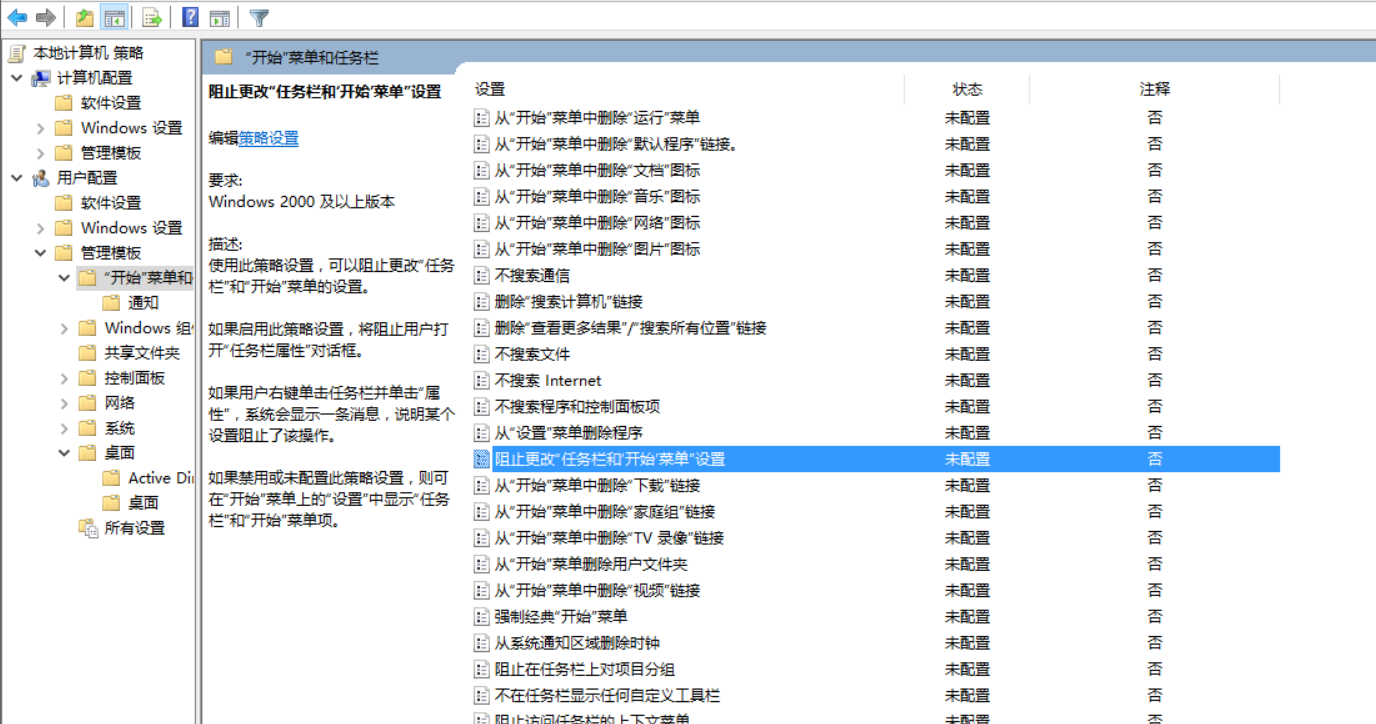 本地计算机 策略
计算机配置
软件设置
Windows 设置
管理模板
用户配置
软件设置
Windows 设置
管理模板
“开始”菜单和
通知
Windows 组
共享文件夹
控制面板
网络
系统
桌面
Active Di
桌面
所有设置
“开始”菜单和任务栏
阻止更改“任务栏和‘开始’菜单”设置
编辑策略设置
要求:
Windows 2000 及以上版本
描述:
使用此策略设置，可以阻止更改“任务
栏”和“开始”菜单的设置。
如果启用此策略设置，将阻止用户打
开“任务栏属性”对话框。
如果用户右键单击任务栏并单击“属
性”，系统会显示一条消息，说明某个
设置阻止了该操作。
如果禁用或未配置此策略设置，则可
在“开始”菜单上的“设置”中显示“任务
栏”和“开始”菜单项。
设置 状态 注释
从“开始”菜单中删除“运行”菜单 未配置 否
从“开始”菜单中删除“默认程序”链接。 未配置 否
从“开始”菜单中删除“文档”图标 未配置 否
从“开始”菜单中删除“音乐”图标 未配置 否
从“开始”菜单中删除“网络”图标 未配置 否
从“开始”菜单中删除“图片”图标 未配置 否
不搜索通信 未配置 否
删除“搜索计算机”链接 未配置 否
删除“查看更多结果”/“搜索所有位置”链接 未配置 否
不搜索文件 未配置 否
不搜索 Internet 未配置 否
不搜索程序和控制面板项 未配置 否
从“设置”菜单删除程序 未配置 否
阻止更改“任务栏和‘开始’菜单”设置 未配置 否
从“开始”菜单中删除“下载”链接 未配置 否
从“开始”菜单中删除“家庭组”链接 未配置 否
从“开始”菜单中删除“TV 录像”链接 未配置 否
从“开始”菜单删除用户文件夹 未配置 否
从“开始”菜单中删除“视频”链接 未配置 否
强制经典“开始”菜单 未配置 否
从系统通知区域删除时钟 未配置 否
阻止在任务栏上对项目分组 未配置 否
不在任务栏显示任何自定义工具栏 未配置 否
阻止访问任务栏的上下文菜单 未配置 否